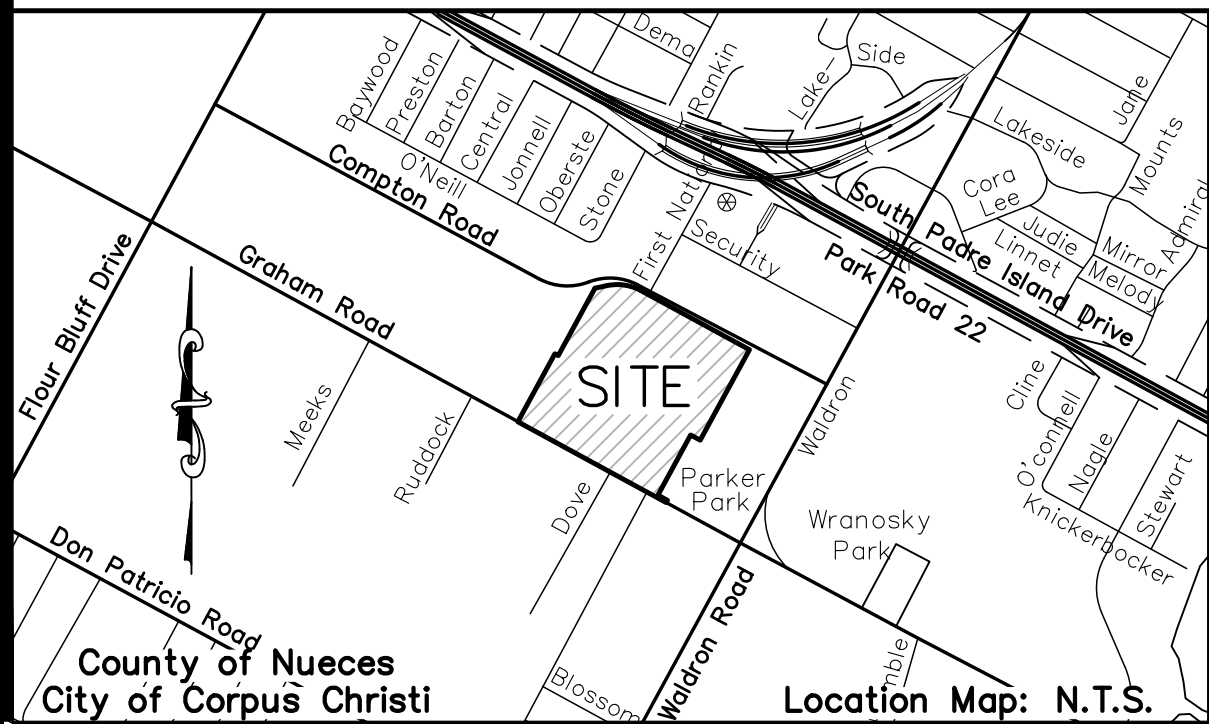 Dema
Side
Rankin
Lake-
Baywood
Preston
Barton
Central
Jonnell
Oberste
Stone
O'Neill
Jane
Mounts
Lakeside
Admiral
Cora
Lee
Judie
Linnet
Mirror
Melody
Compton Road
First
Security
South Padre Island Drive
Park Road 22
Flour Bluff Drive
Graham Road
SITE
Meeks
Ruddock
Dove
Parker
Park
Waldron
Cline
O'connell
Nagle
Stewart
Knickerbocker
Wranosky
Park
Don Patricio Road
Waldron Road
Blossom
mble
County of Nueces
City of Corpus Christi
Location Map: N.T.S.